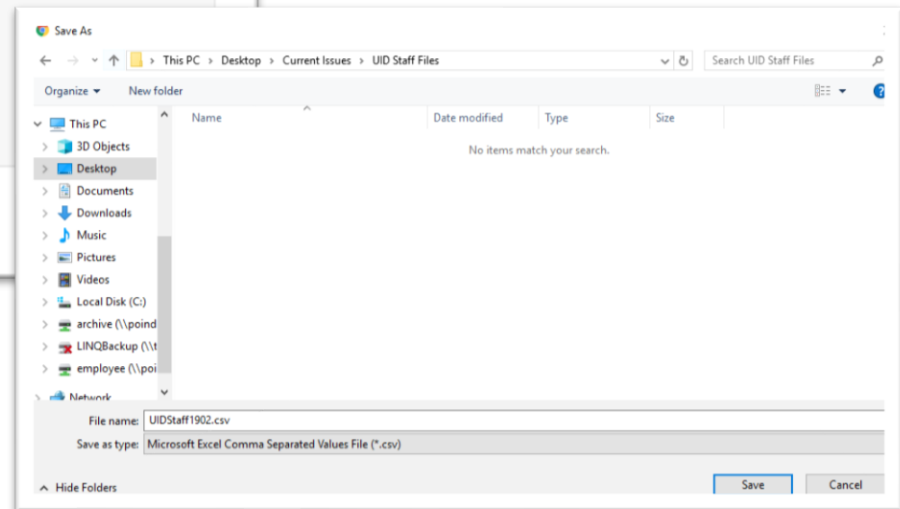 Save As
This PC > Desktop > Current Issues > UID Staff Files
Search UID Staff Files
Organize
New folder
Name
Date modified
Type
Size
No items match your search.
This PC
3D Objects
Desktop
Documents
Downloads
Music
Pictures
Videos
Local Disk (C:)
archive (\\poind
LINQBackup (\\t
employee (\\poi
Network
File name: UIDStaff1902.csv
Save as type: Microsoft Excel Comma Separated Values File (*.csv)
Hide Folders
Save
Cancel